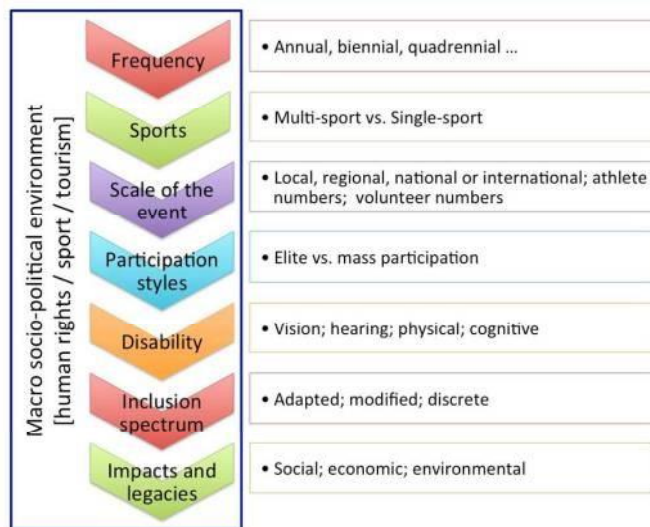 Macro socio-political environment
[human rights / sport / tourism]
Frequency
• Annual, biennial, quadrennial ...
Sports
• Multi-sport vs. Single-sport
Scale of the
event
• Local, regional, national or international; athlete
numbers; volunteer numbers
Participation
styles
• Elite vs. mass participation
Disability
• Vision; hearing; physical; cognitive
Inclusion
spectrum
• Adapted; modified; discrete
Impacts and
legacies
• Social; economic; environmental